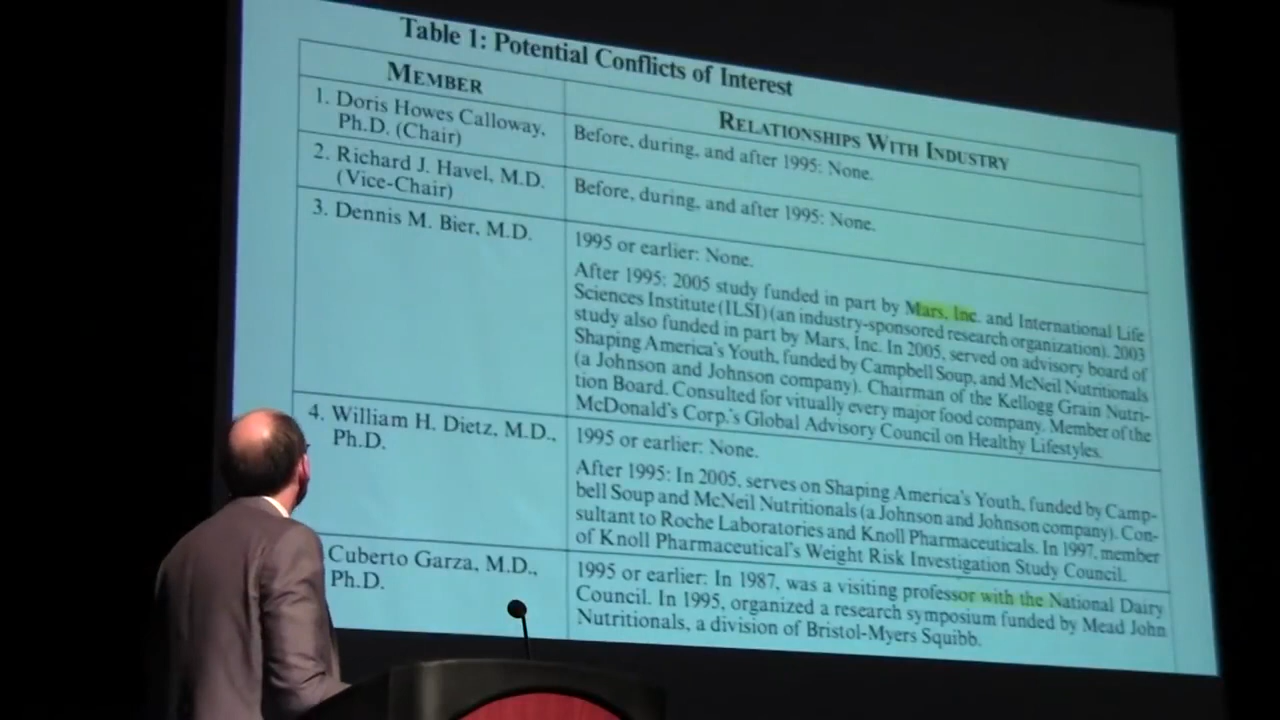 Table 1: Potential Conflicts of Interest
MEMBER
RELATIONSHIPS WITH INDUSTRY
1. Doris Howes Calloway,
Ph.D. (Chair)
Before, during, and after 1995: None.
2. Richard J. Havel, M.D.
(Vice-Chair)
Before, during, and after 1995: None.
3. Dennis M. Bier, M.D.
1995 or earlier: None.
After 1995: 2005 study funded in part by Mars, Inc. and International Life
Sciences Institute (ILSI) (an industry-sponsored research organization). 2003
study also funded in part by Mars, Inc. In 2005, served on advisory board of
Shaping America's Youth, funded by Campbell Soup, and McNeil Nutritionals
(a Johnson and Johnson company). Chairman of the Kellogg Grain Nutri-
tion Board. Consulted for vitually every major food company. Member of the
McDonald's Corp.'s Global Advisory Council on Healthy Lifestyles.
4. William H. Dietz, M.D.,
Ph.D.
1995 or earlier: None.
After 1995: In 2005, serves on Shaping America's Youth, funded by Camp-
bell Soup and McNeil Nutritionals (a Johnson and Johnson company). Con-
sultant to Roche Laboratories and Knoll Pharmaceuticals. In 1997, member
of Knoll Pharmaceutical's Weight Risk Investigation Study Council.
Cuberto Garza, M.D.,
Ph.D.
1995 or earlier: In 1987, was a visiting professor with the National Dairy
Council. In 1995, organized a research symposium funded by Mead John
Nutritionals, a division of Bristol-Myers Squibb.